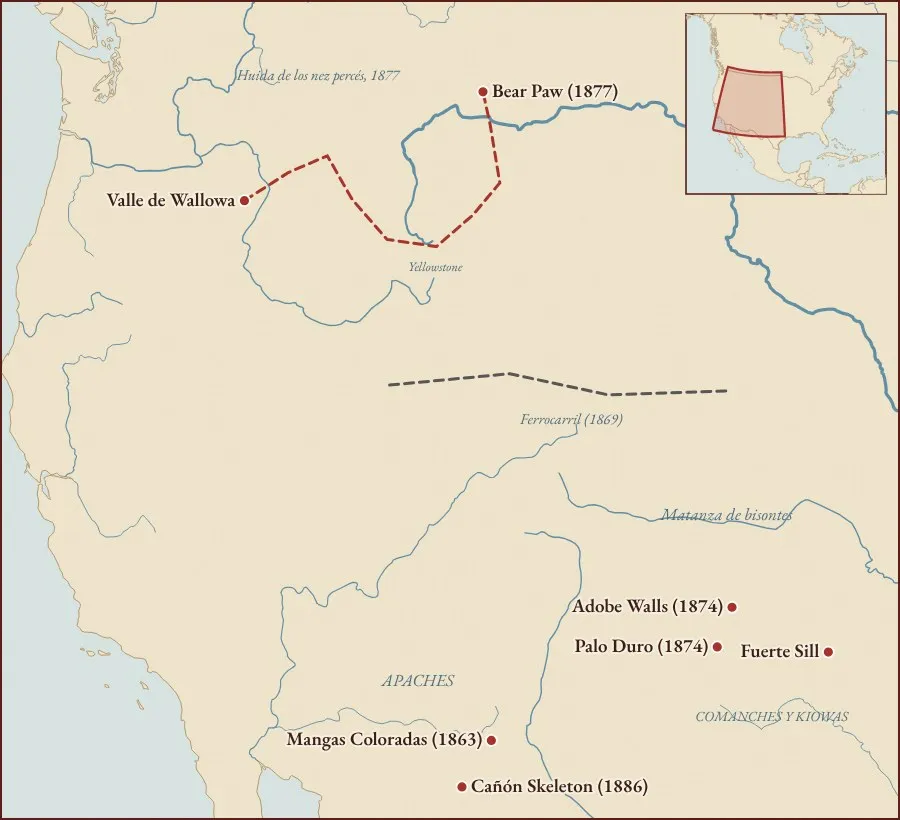 Huida de los nez percés, 1877
Bear Paw (1877)
Valle de Wallowa
Yellowstone
Ferrocarril (1869)
Matanza de bisontes
Adobe Walls (1874)
Palo Duro (1874)
Fuerte Sill
APACHES
COMANCHES Y KIOWAS
Mangas Coloradas (1863)
Cañón Skeleton (1886)